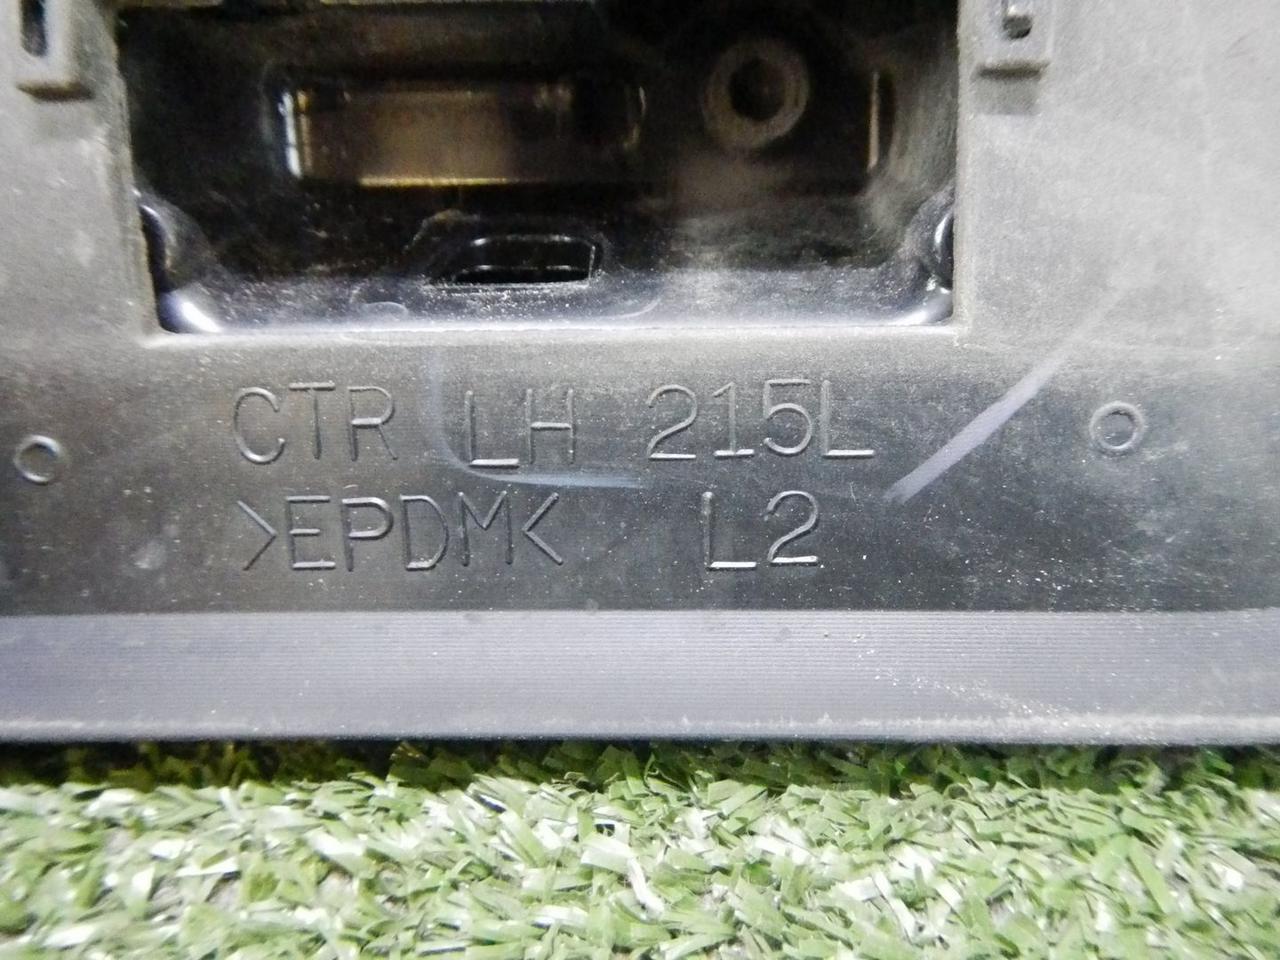 CTR LH 215L
>EPDM< L2